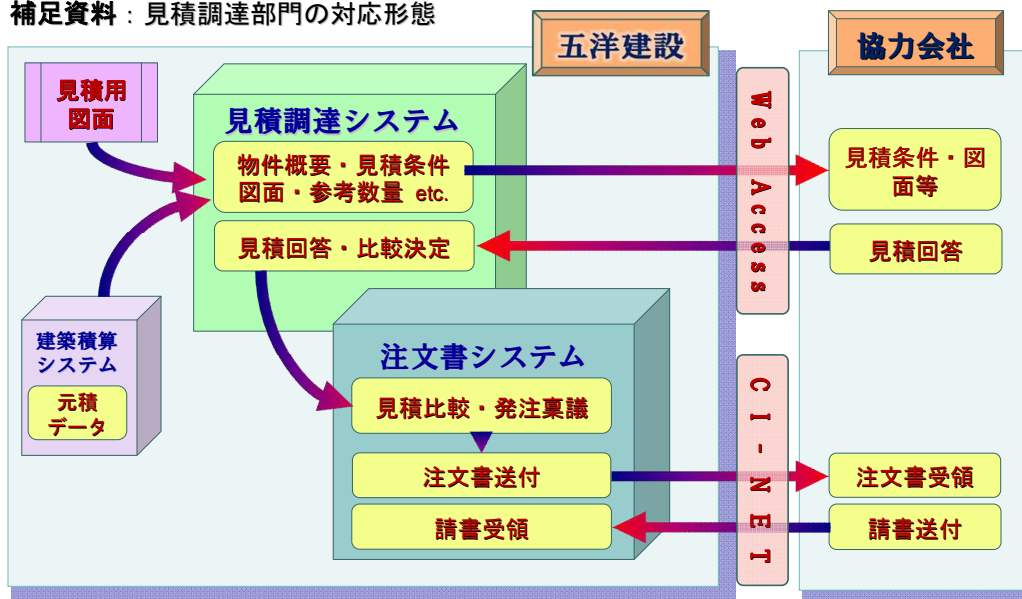 補足資料：見積調達部門の対応形態
五洋建設
協力会社
見積用
図面
見積調達システム
物件概要・見積条件
図面・参考数量 etc.
見積回答・比較決定
Web Access
見積条件・図
面等
見積回答
建築積算
システム
元積
データ
注文書システム
見積比較・発注稟議
注文書送付
請書受領
CI-NET
注文書受領
請書送付